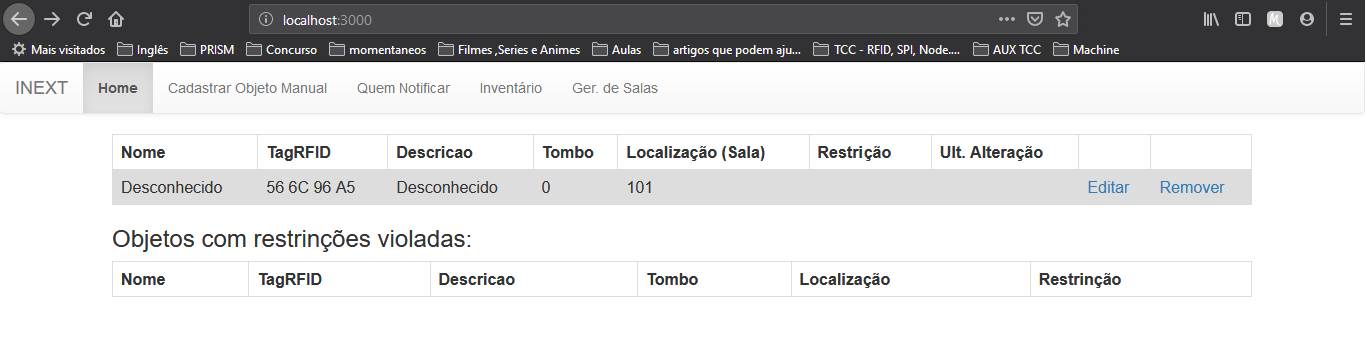 localhost:3000
Mais visitados Inglês PRISM Concurso momentaneos Filmes ,Series e Animes Aulas artigos que podem aju... TCC - RFID, SPI, Node.... AUX TCC Machine
INEXT Home Cadastrar Objeto Manual Quem Notificar Inventário Ger. de Salas
Nome TagRFID Descricao Tombo Localização (Sala) Restrição Ult. Alteração
Desconhecido 56 6C 96 A5 Desconhecido 0 101 Editar Remover
Objetos com restrinções violadas:
Nome TagRFID Descricao Tombo Localização Restrinção